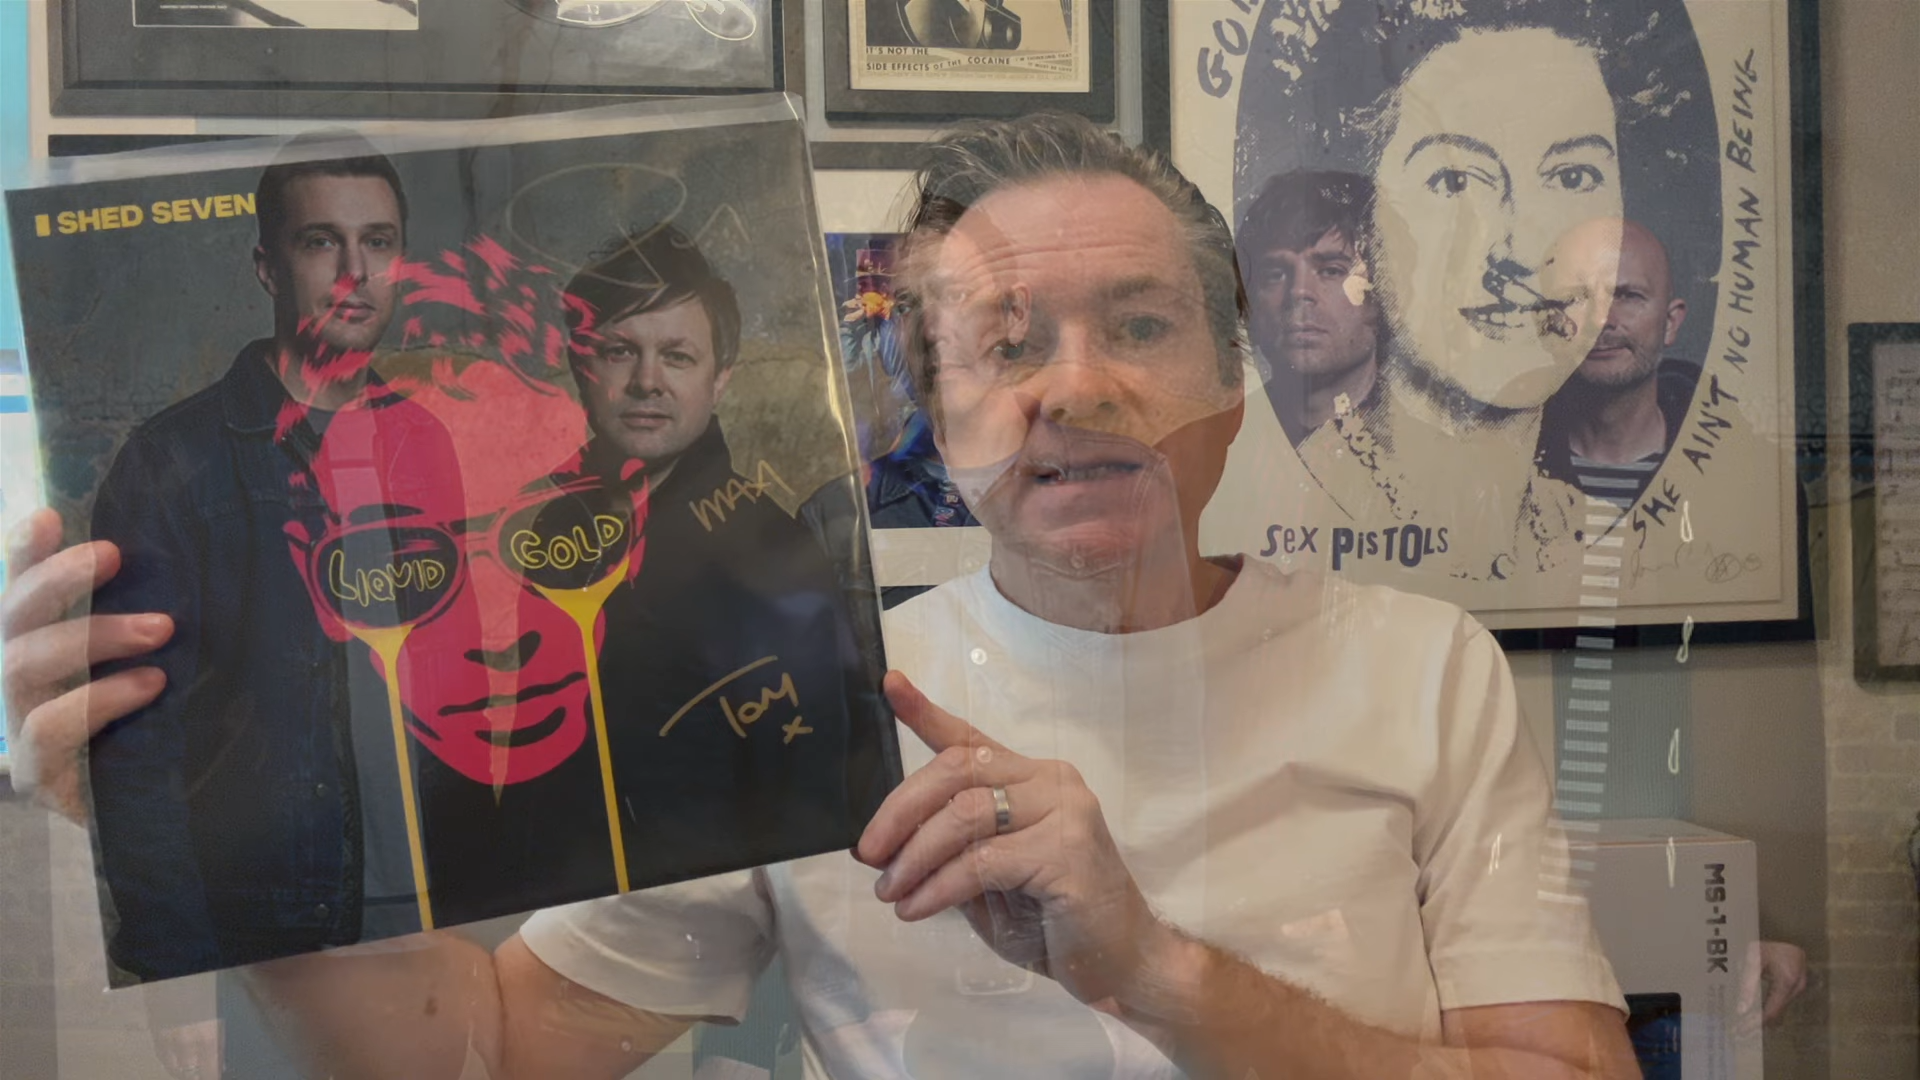 IT'S NOT THE
SIDE EFFECTS OF THE COCAINE
GO
SHE AIN'T NO HUMAN BEING
SHED SEVEN
LIQUID
GOLD
MAX
SEX PISTOLS
Tom
x
MS-1-BK